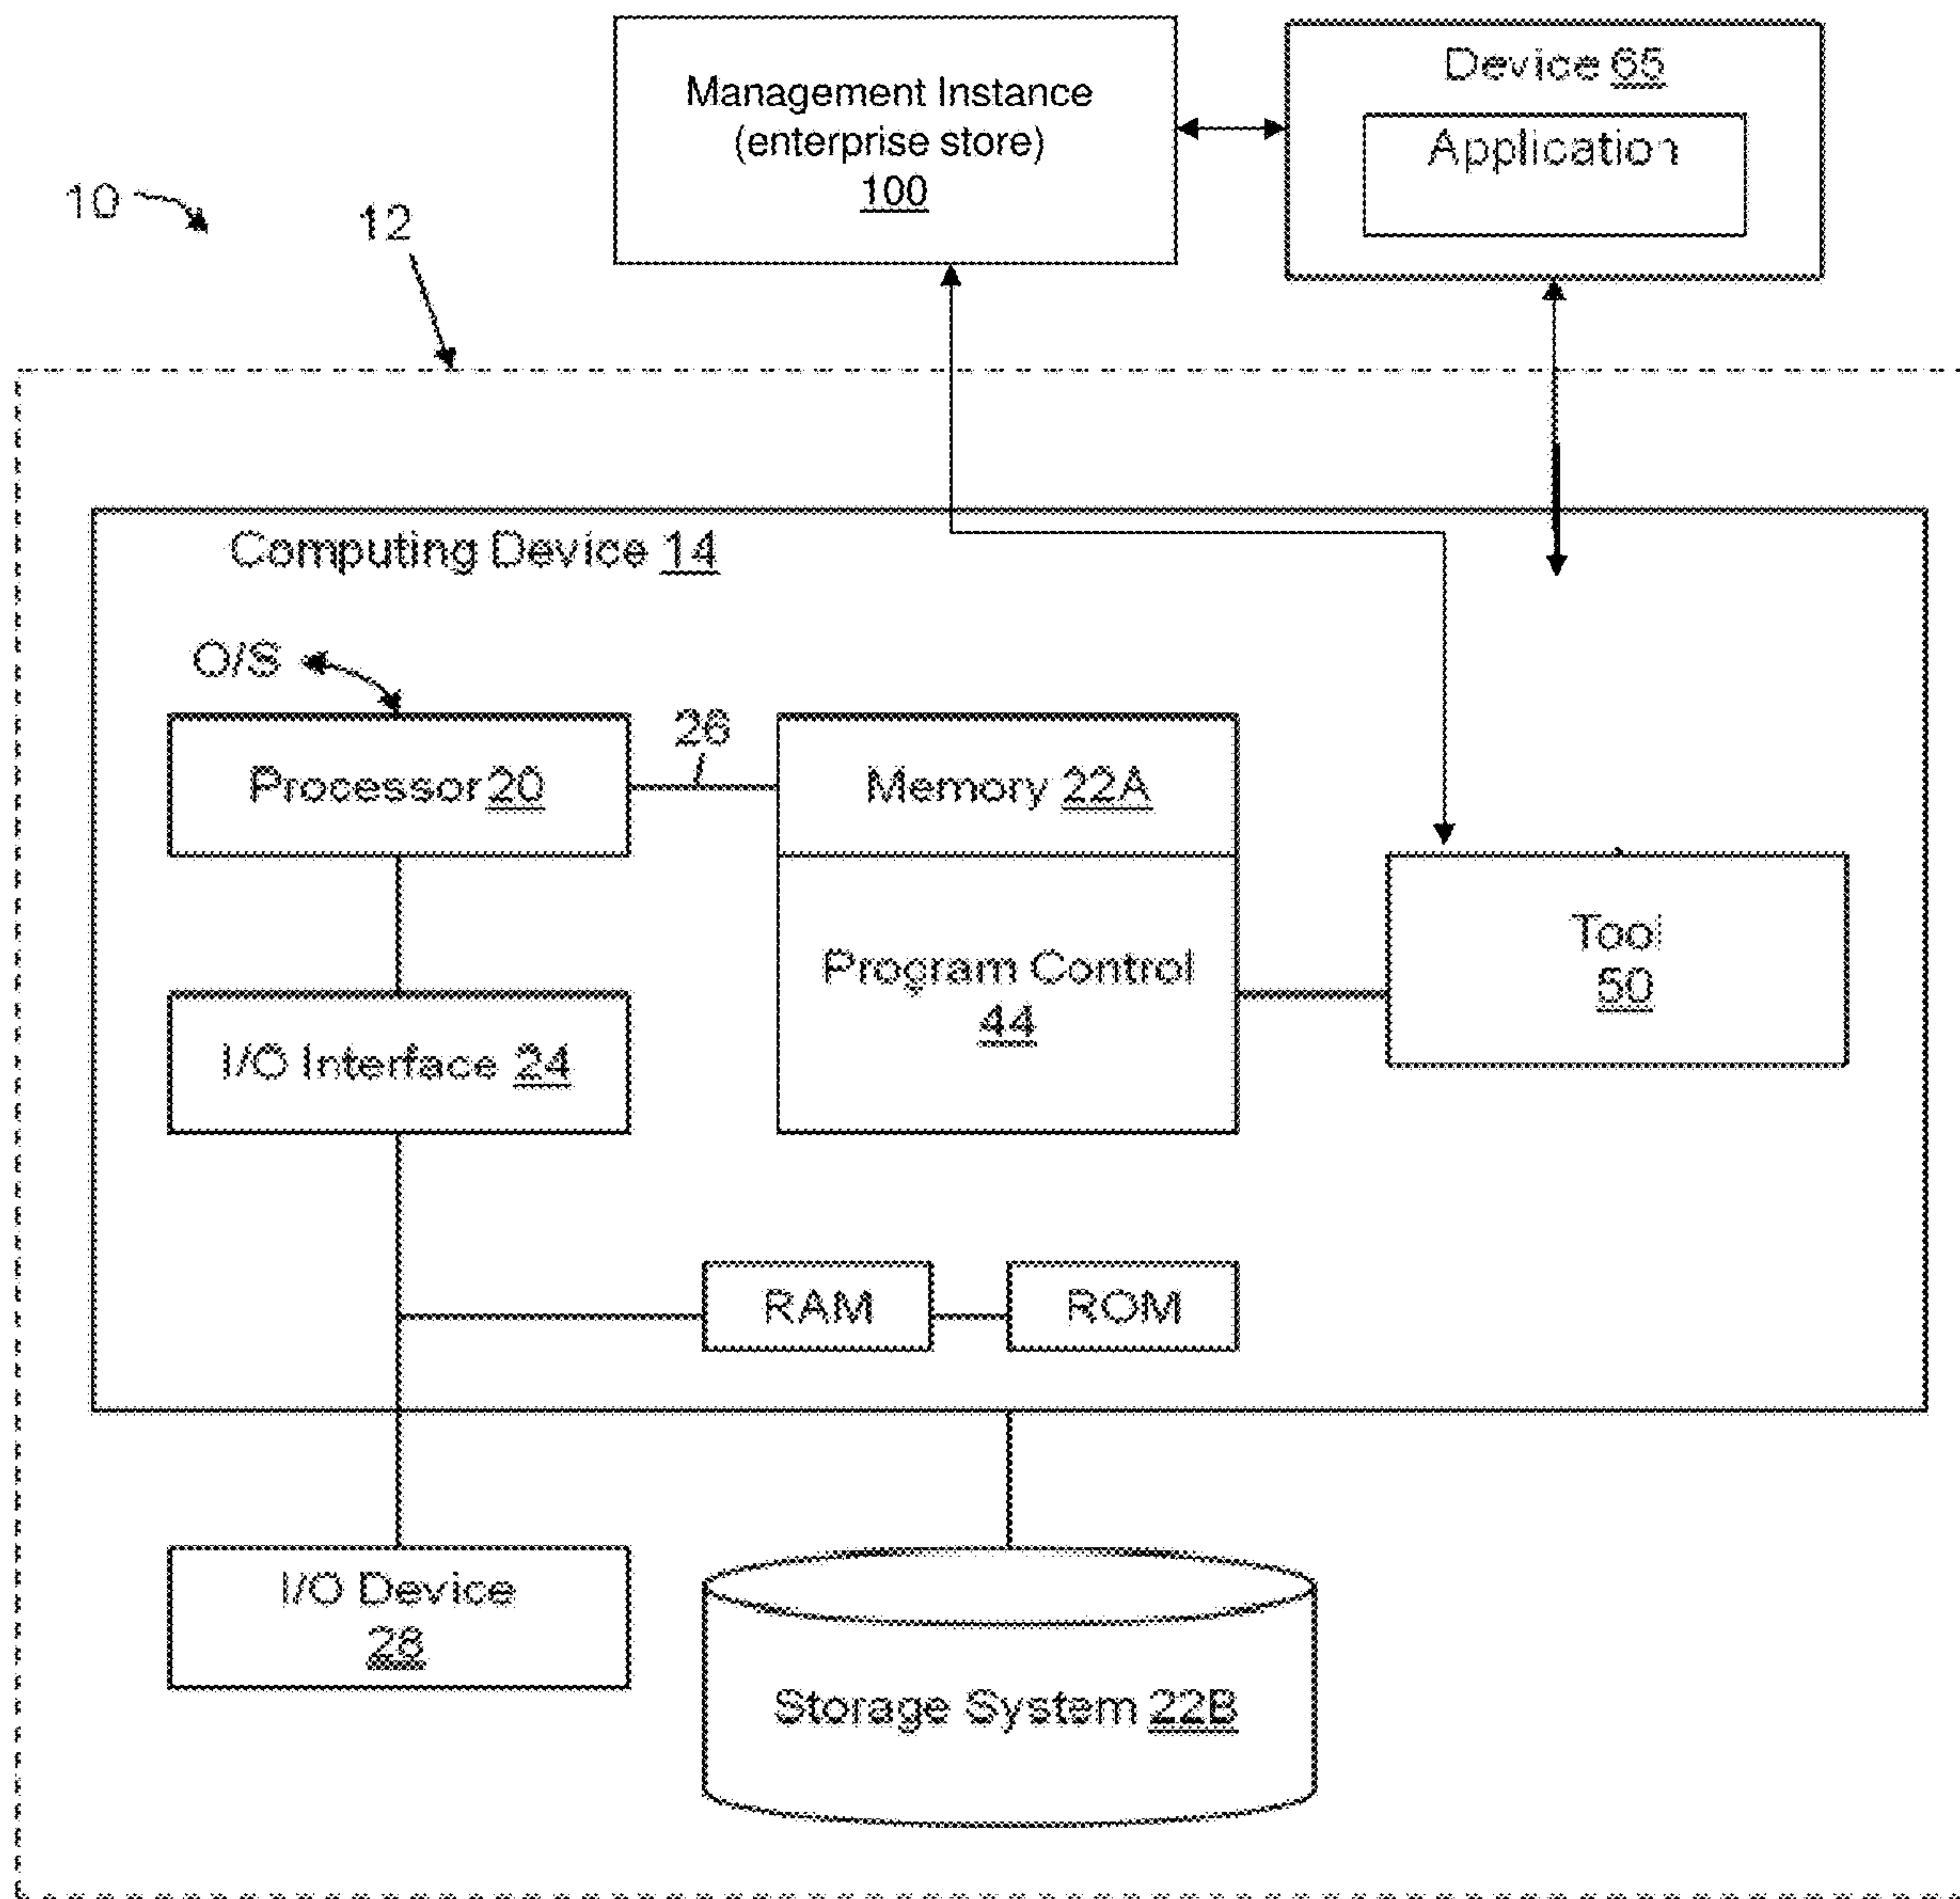 Management Instance
(enterprise store)
100
Device 65
Application
10
12
Computing Device 14
O/S
Processor 20
26
Memory 22A
Program Control
44
Tool
50
I/O Interface 24
RAM
ROM
I/O Device
28
Storage System 22B